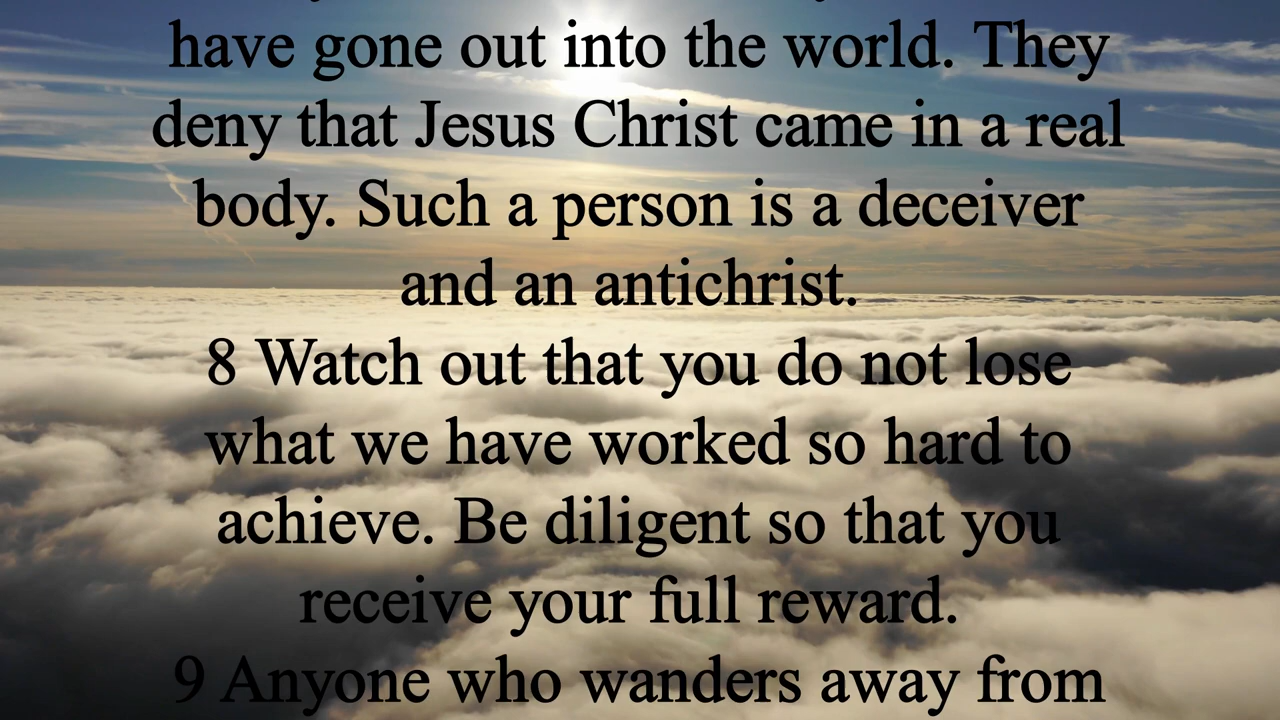 have gone out into the world. They
deny that Jesus Christ came in a real
body. Such a person is a deceiver
and an antichrist.
8 Watch out that you do not lose
what we have worked so hard to
achieve. Be diligent so that you
receive your full reward.
9 Anyone who wanders away from